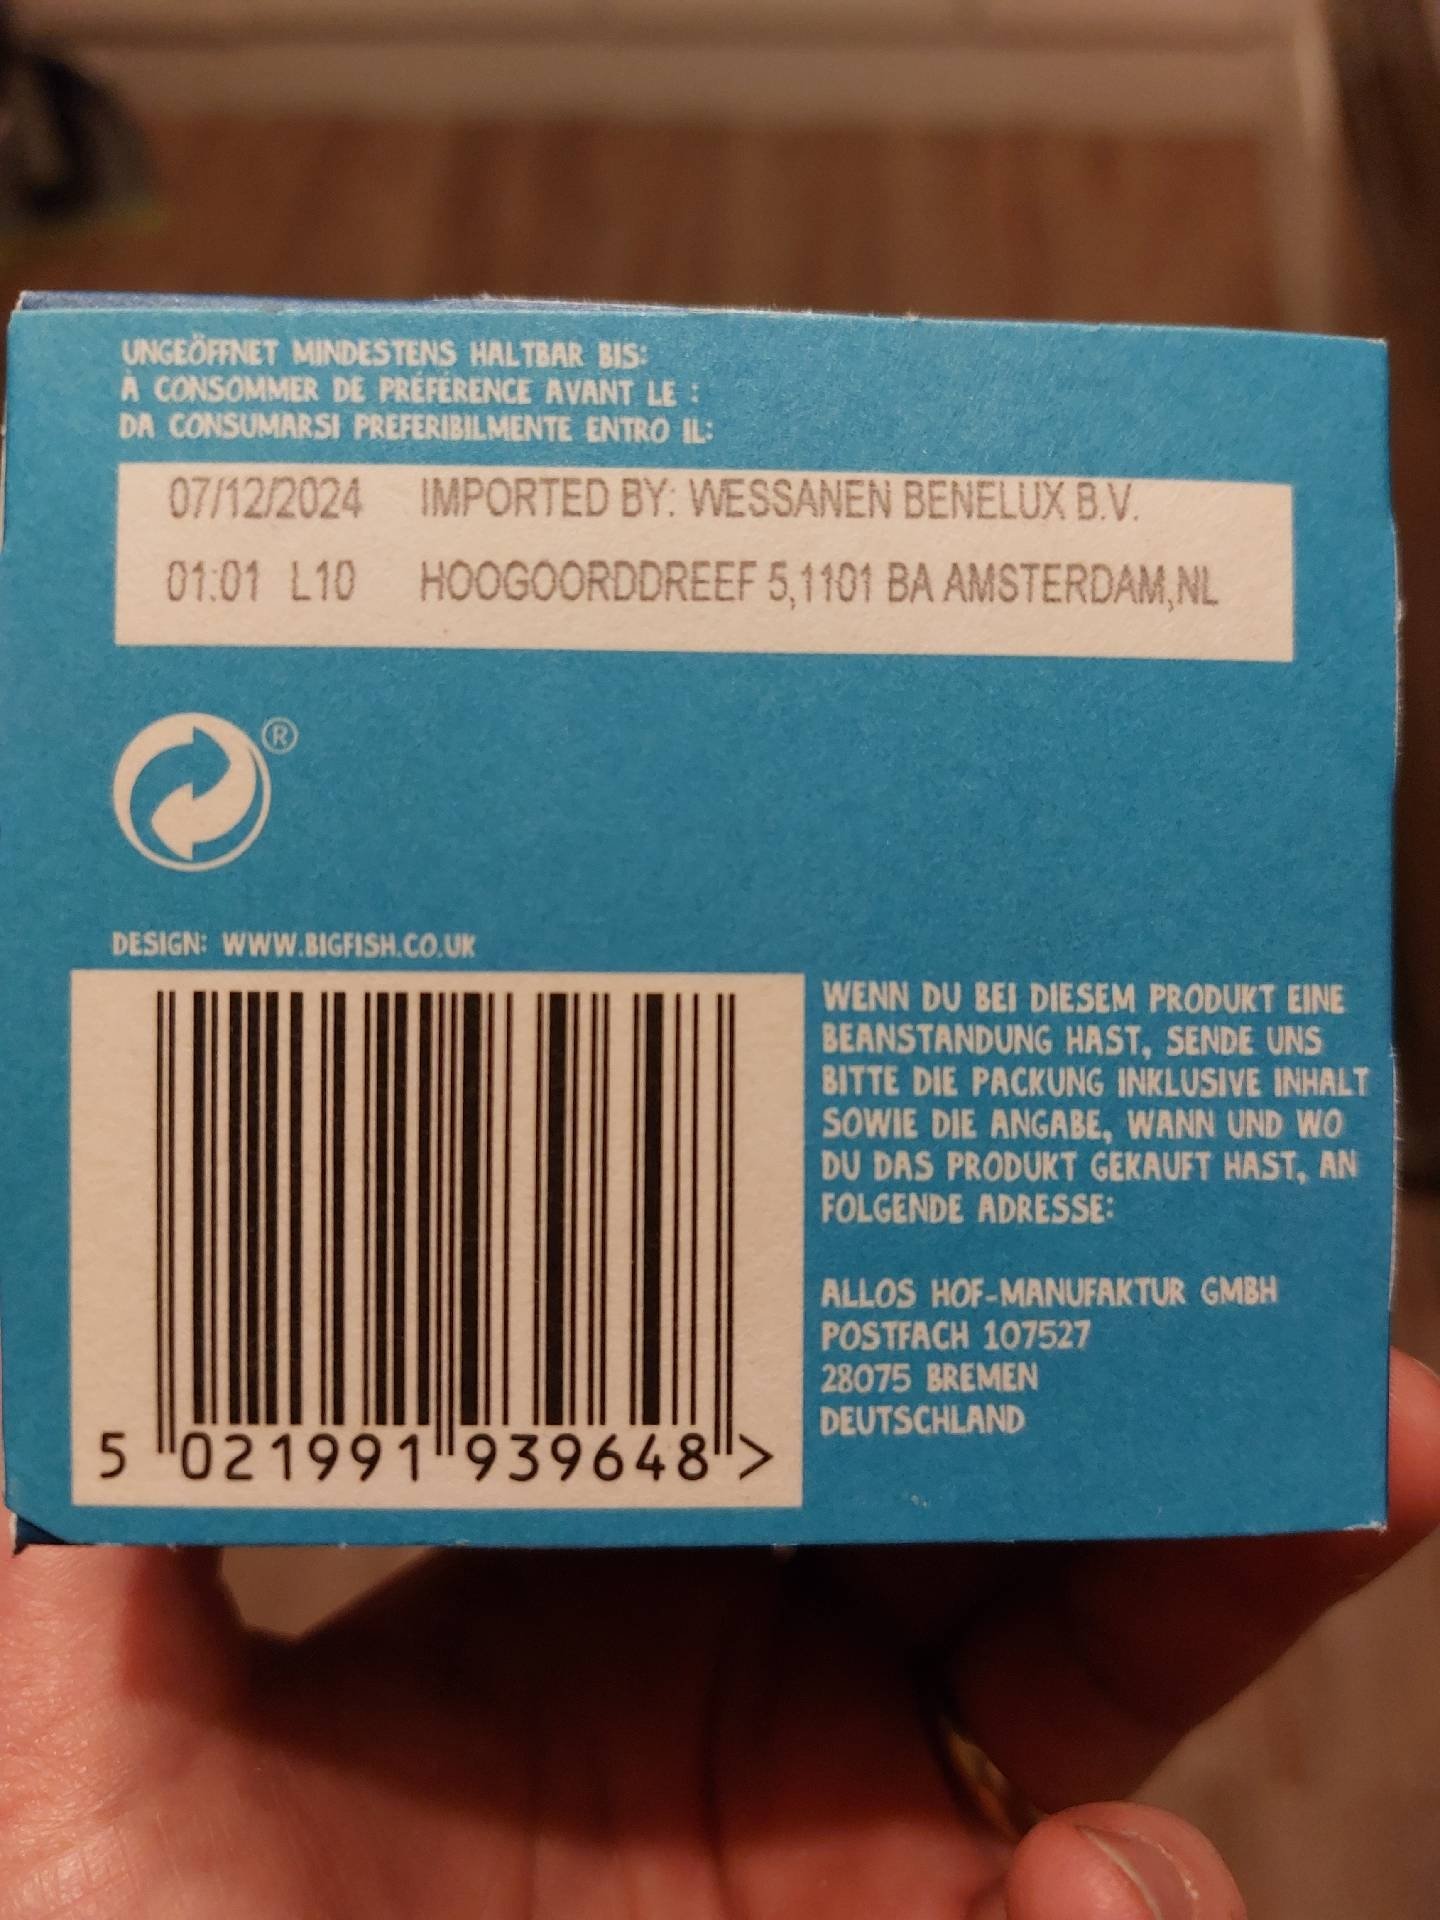 UNGEÖFFNET MINDESTENS HALTBAR BIS:
À CONSOMMER DE PRÉFÉRENCE AVANT LE :
DA CONSUMARSI PREFERIBILMENTE ENTRO IL:
07/12/2024 IMPORTED BY: WESSANEN BENELUX B.V.
01:01 L10 HOOGOORDDREEF 5,1101 BA AMSTERDAM,NL
®
DESIGN: WWW.BIGFISH.CO.UK
5 021991 939648 >
WENN DU BEI DIESEM PRODUKT EINE
BEANSTANDUNG HAST, SENDE UNS
BITTE DIE PACKUNG INKLUSIVE INHALT
SOWIE DIE ANGABE, WANN UND WO
DU DAS PRODUKT GEKAUFT HAST, AN
FOLGENDE ADRESSE:
ALLOS HOF-MANUFAKTUR GMBH
POSTFACH 107527
28075 BREMEN
DEUTSCHLAND